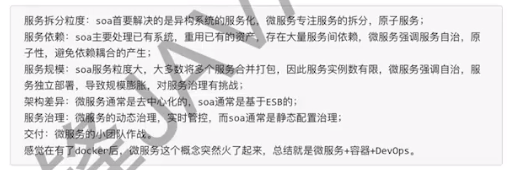 服务拆分粒度：soa首要解决的是异构系统的服务化，微服务专注服务的拆分，原子服务；
服务依赖：soa主要处理已有系统，重用已有的资产，存在大量服务间依赖，微服务强调服务自治，原
子性，避免依赖耦合的产生；
服务规模：soa服务粒度大，大多数将多个服务合并打包，因此服务实例数有限，微服务强调自治，服
务独立部署，导致规模膨胀，对服务治理有挑战；
架构差异：微服务通常是去中心化的，soa通常是基于ESB的；
服务治理：微服务的动态治理，实时管控，而soa通常是静态配置治理；
交付：微服务的小团队作战。
感觉在有了docker后，微服务这个概念突然火了起来，总结就是微服务+容器+DevOps。
JAVA